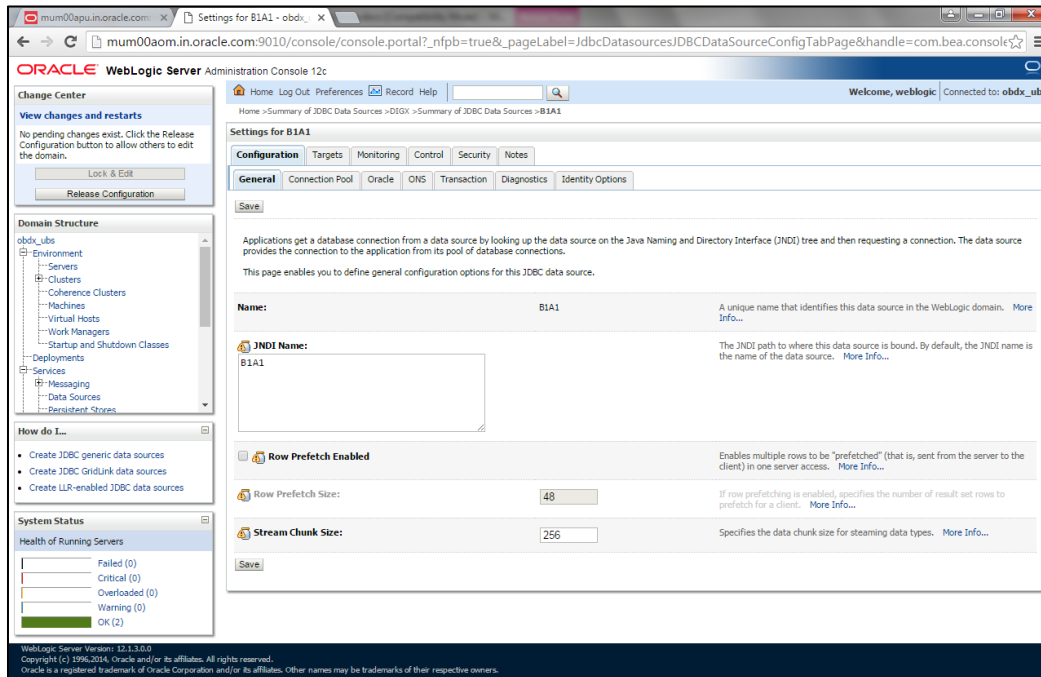 mum00apu.in.oracle.com
Settings for B1A1 - obdx_
mum00aom.in.oracle.com:9010/console/console.portal?_nfpb=true&_pageLabel=JdbcDatasourcesJDBCDataSourceConfigTabPage&handle=com.bea.console
ORACLE WebLogic Server Administration Console 12c
Change Center
View changes and restarts
No pending changes exist. Click the Release
Configuration button to allow others to edit
the domain.
Lock & Edit
Release Configuration
Domain Structure
obdx_ubs
Environment
Servers
Clusters
Coherence Clusters
Machines
Virtual Hosts
Work Managers
Startup and Shutdown Classes
Deployments
Services
Messaging
Data Sources
Persistent Stores
How do I...
Create JDBC generic data sources
Create JDBC GridLink data sources
Create LLR-enabled JDBC data sources
System Status
Health of Running Servers
Failed (0)
Critical (0)
Overloaded (0)
Warning (0)
OK (2)
Home Log Out Preferences Record Help
Welcome, weblogic Connected to: obdx_ub
Home >Summary of JDBC Data Sources >DIGX >Summary of JDBC Data Sources >B1A1
Settings for B1A1
Configuration Targets Monitoring Control Security Notes
General Connection Pool Oracle ONS Transaction Diagnostics Identity Options
Save
Applications get a database connection from a data source by looking up the data source on the Java Naming and Directory Interface (JNDI) tree and then requesting a connection. The data source
provides the connection to the application from its pool of database connections.
This page enables you to define general configuration options for this JDBC data source.
Name: B1A1 A unique name that identifies this data source in the WebLogic domain. More
Info...
JNDI Name:
B1A1
The JNDI path to where this data source is bound. By default, the JNDI name is
the name of the data source. More Info...
Row Prefetch Enabled
Enables multiple rows to be "prefetched" (that is, sent from the server to the
client) in one server access. More Info...
Row Prefetch Size: 48
If row prefetching is enabled, specifies the number of result set rows to
prefetch for a client. More Info...
Stream Chunk Size: 256 Specifies the data chunk size for steaming data types. More Info...
Save
WebLogic Server Version: 12.1.3.0.0
Copyright (c) 1996,2014, Oracle and/or its affiliates. All rights reserved.
Oracle is a registered trademark of Oracle Corporation and/or its affiliates. Other names may be trademarks of their respective owners.